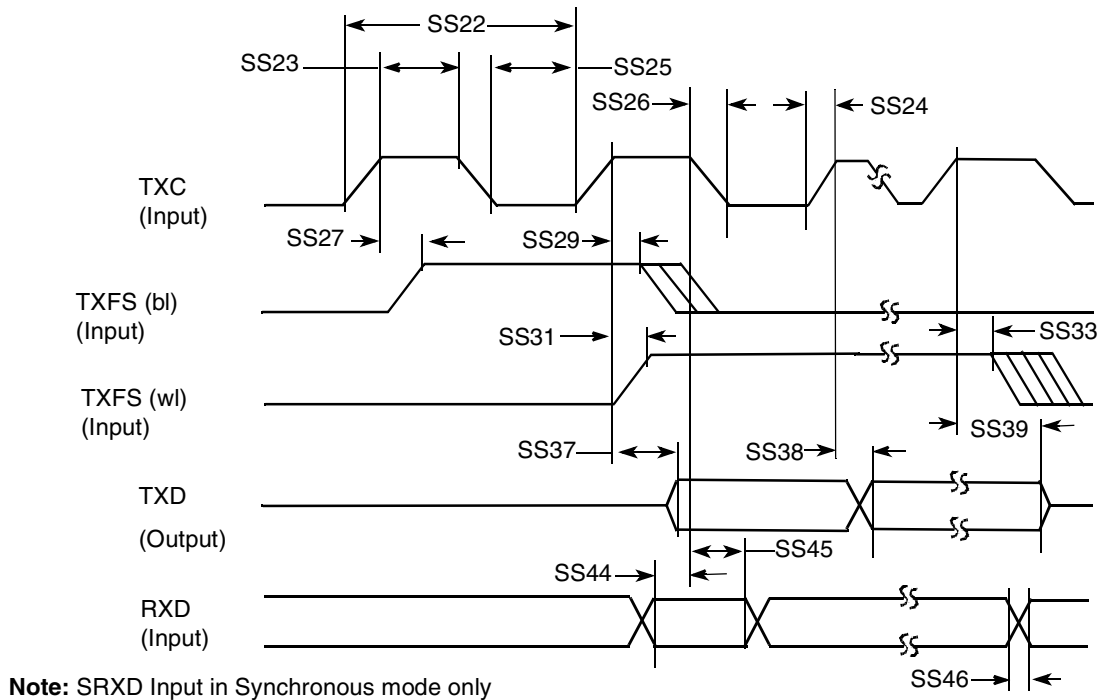 SS22
SS23
SS25
SS26
SS24
TXC
(Input)
SS27
SS29
TXFS (bl)
(Input)
SS31
SS33
TXFS (wl)
(Input)
SS39
SS37
SS38
TXD
(Output)
SS45
SS44
RXD
(Input)
SS46
Note: SRXD Input in Synchronous mode only